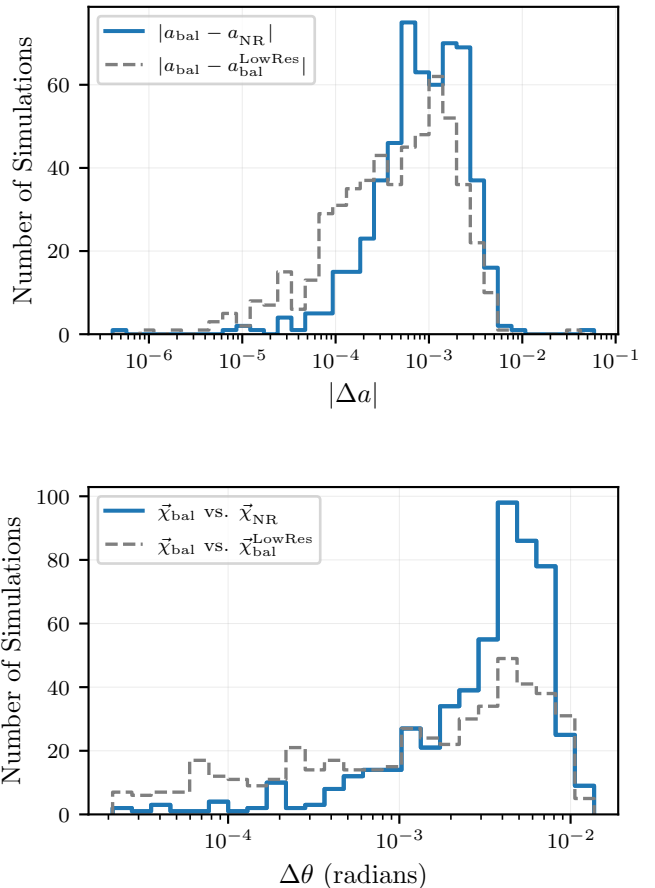 |a_bal − a_NR|
|a_bal − a_bal^LowRes|
Number of Simulations
60
40
20
0
10^−6
10^−5
10^−4
10^−3
10^−2
10^−1
|Δa|
χ⃗_bal vs. χ⃗_NR
χ⃗_bal vs. χ⃗_bal^LowRes
Number of Simulations
100
80
60
40
20
0
10^−4
10^−3
10^−2
Δθ (radians)